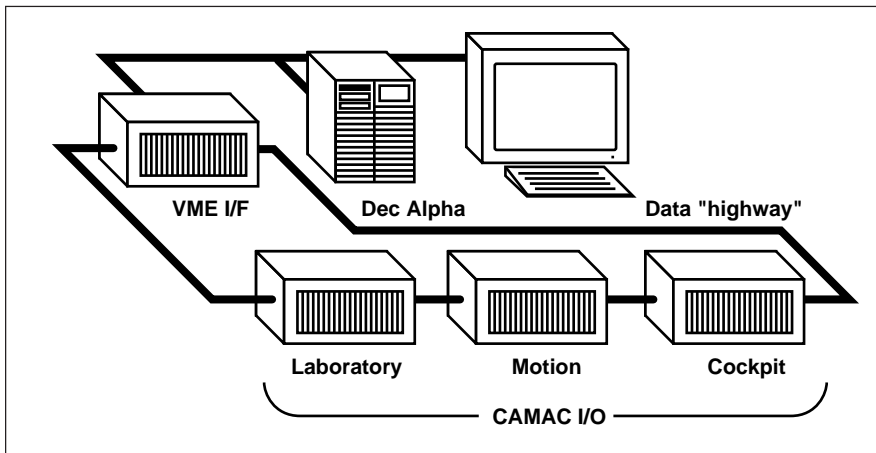 VME I/F
Dec Alpha
Data "highway"
Laboratory
Motion
Cockpit
CAMAC I/O